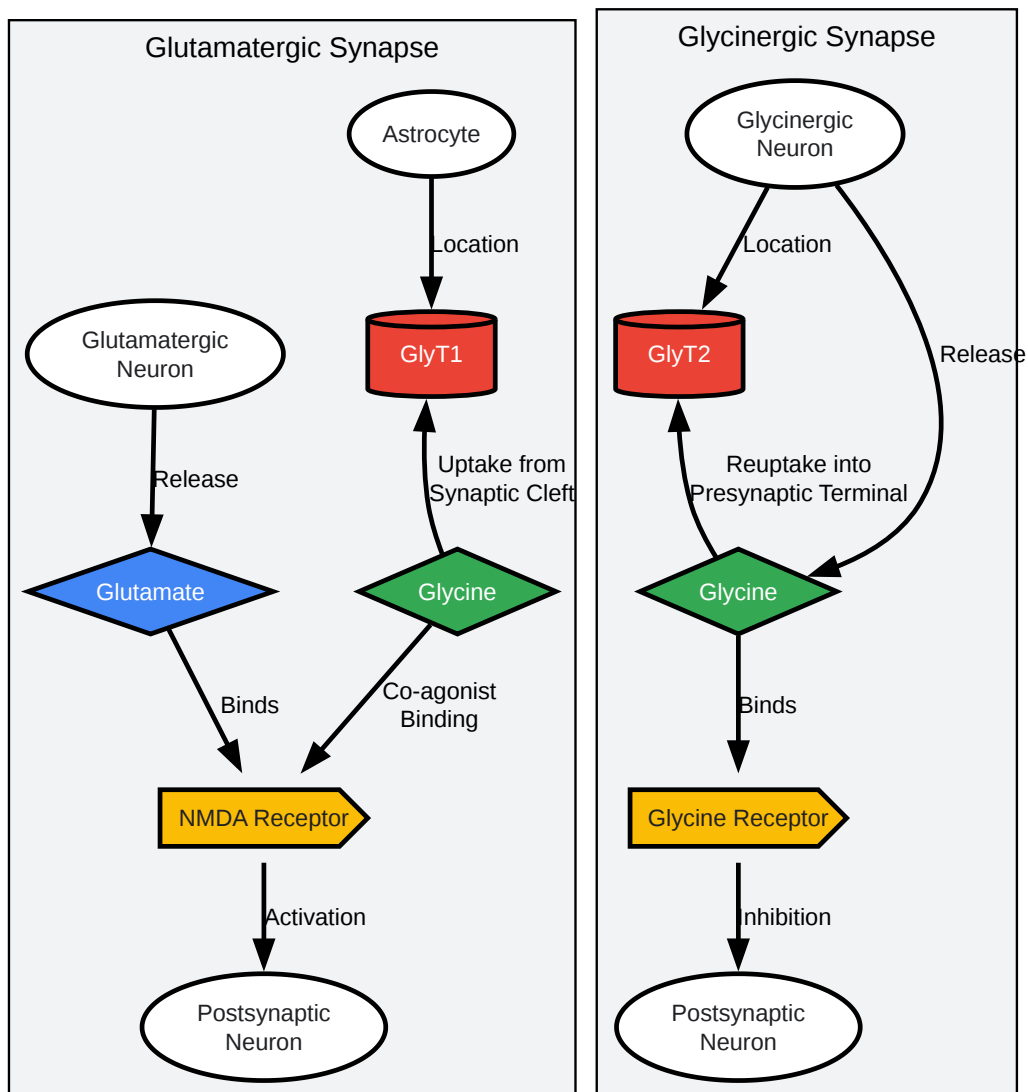 Glutamatergic Synapse
Astrocyte
Location
Glutamatergic
Neuron
GlyT1
Release
Uptake from
Synaptic Cleft
Glutamate
Glycine
Binds
Co-agonist
Binding
NMDA Receptor
Activation
Postsynaptic
Neuron
Glycinergic Synapse
Glycinergic
Neuron
Location
GlyT2
Release
Reuptake into
Presynaptic Terminal
Glycine
Binds
Glycine Receptor
Inhibition
Postsynaptic
Neuron